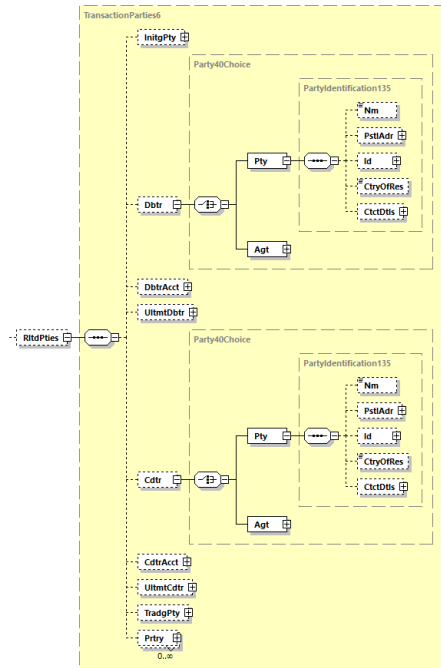 TransactionParties6
InitgPty
Party40Choice
PartyIdentification135
Nm
PstlAdr
Pty
Id
CtryOfRes
Dbtr
CtctDtls
Agt
DbtrAcct
UltmtDbtr
RltdPties
Party40Choice
PartyIdentification135
Nm
PstlAdr
Pty
Id
CtryOfRes
Cdtr
CtctDtls
Agt
CdtrAcct
UltmtCdtr
TradgPty
Prtry
0..∞